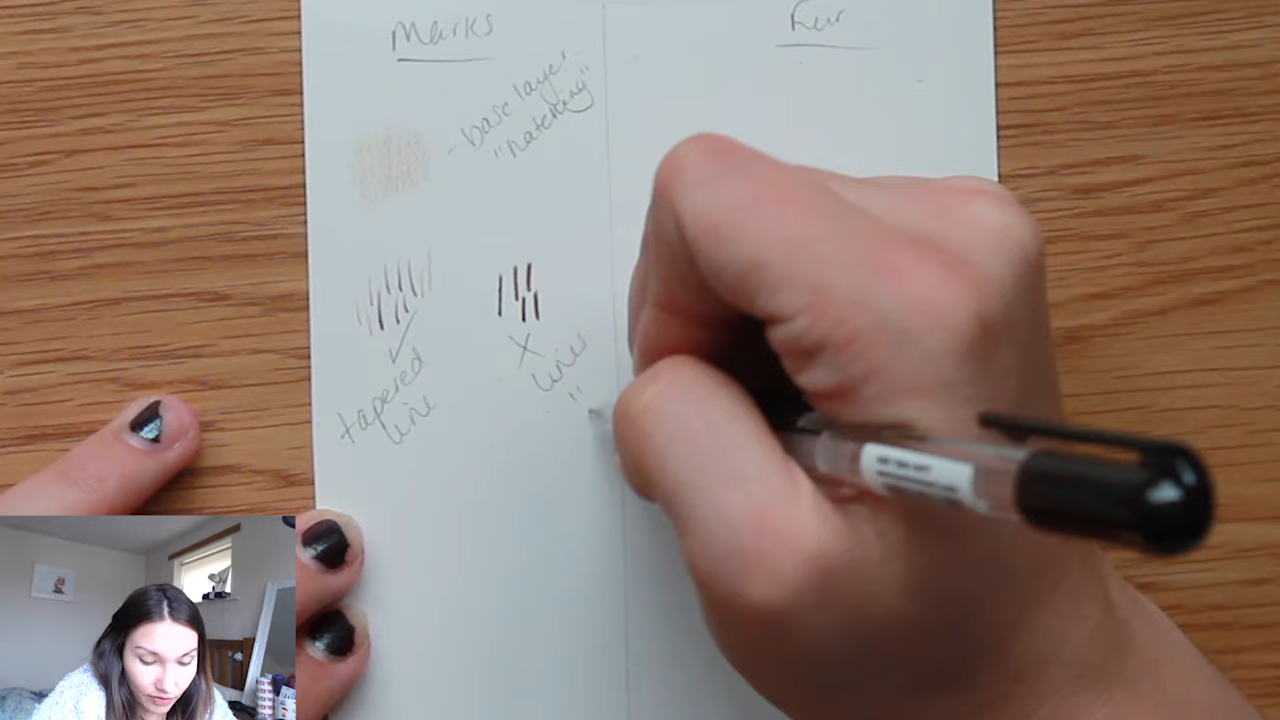 Marks
Fur
- base layer
"hatching"
tapered
line
X
lines
"